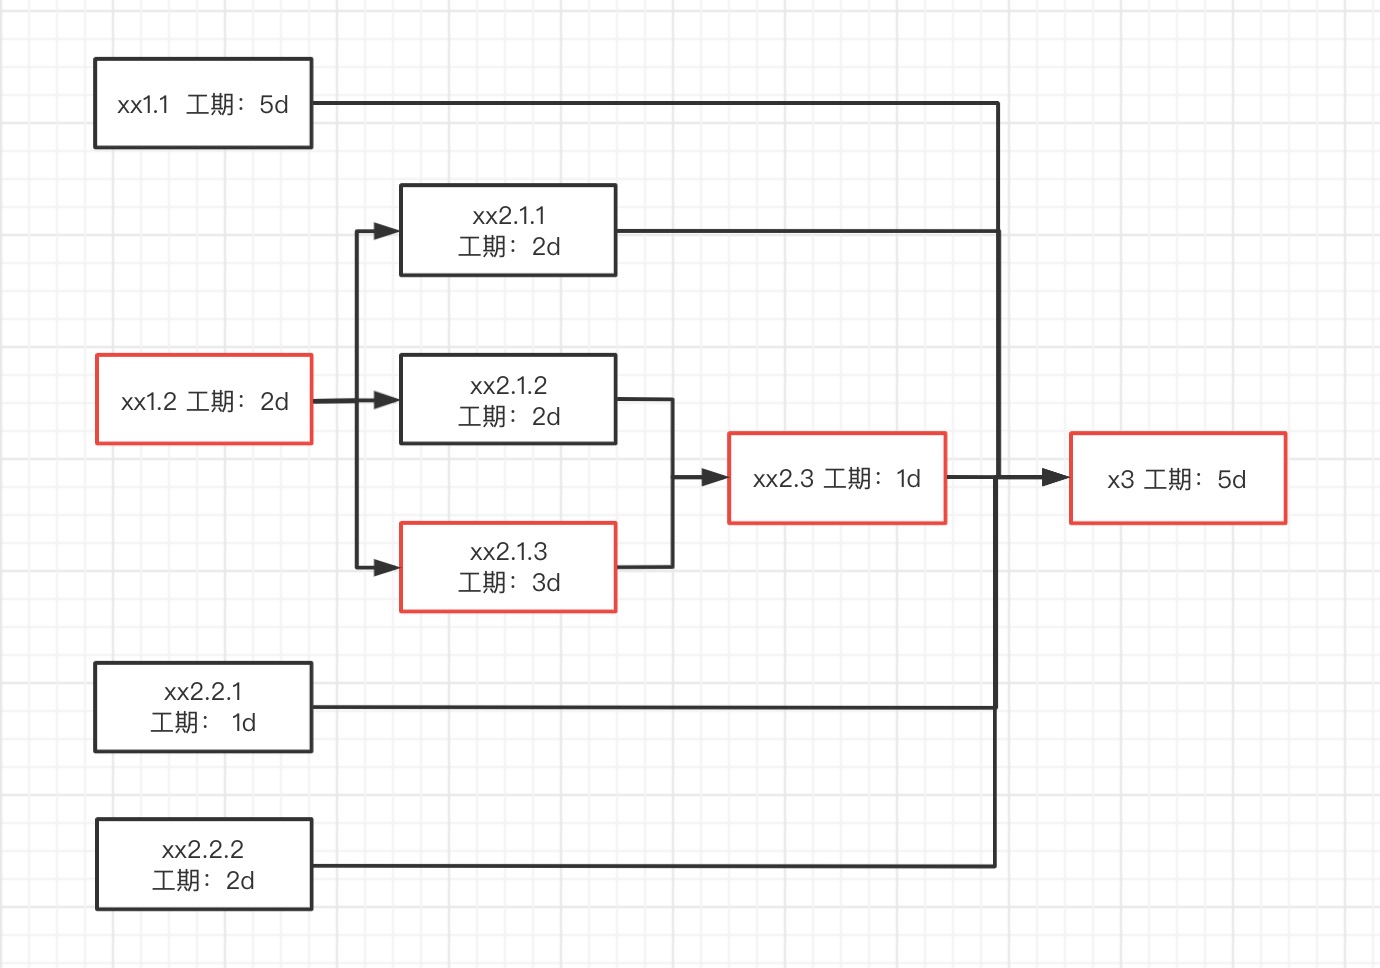 xx1.1 工期：5d
xx2.1.1
工期：2d
xx1.2 工期：2d
xx2.1.2
工期：2d
xx2.3 工期：1d
x3 工期：5d
xx2.1.3
工期：3d
xx2.2.1
工期： 1d
xx2.2.2
工期：2d